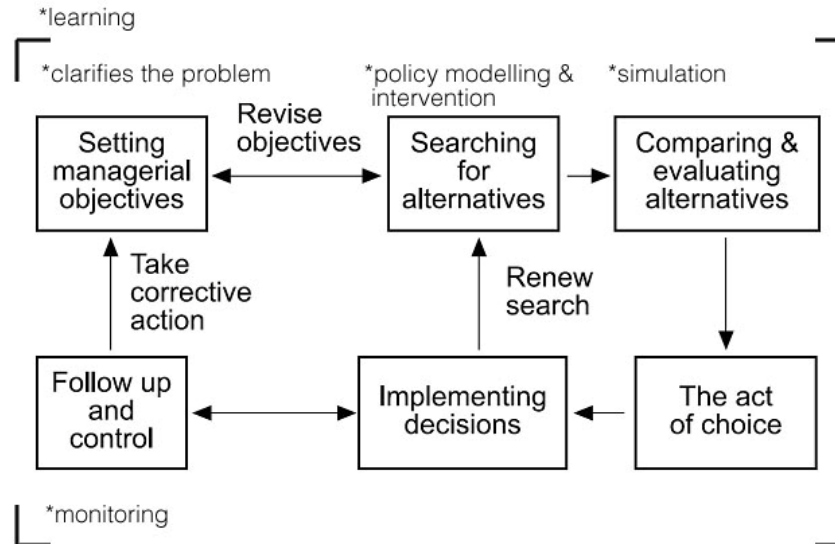 *learning
*clarifies the problem
*policy modelling &
intervention
*simulation
Setting
managerial
objectives
Revise
objectives
Searching
for
alternatives
Comparing &
evaluating
alternatives
Take
corrective
action
Renew
search
Follow up
and
control
Implementing
decisions
The act
of choice
*monitoring